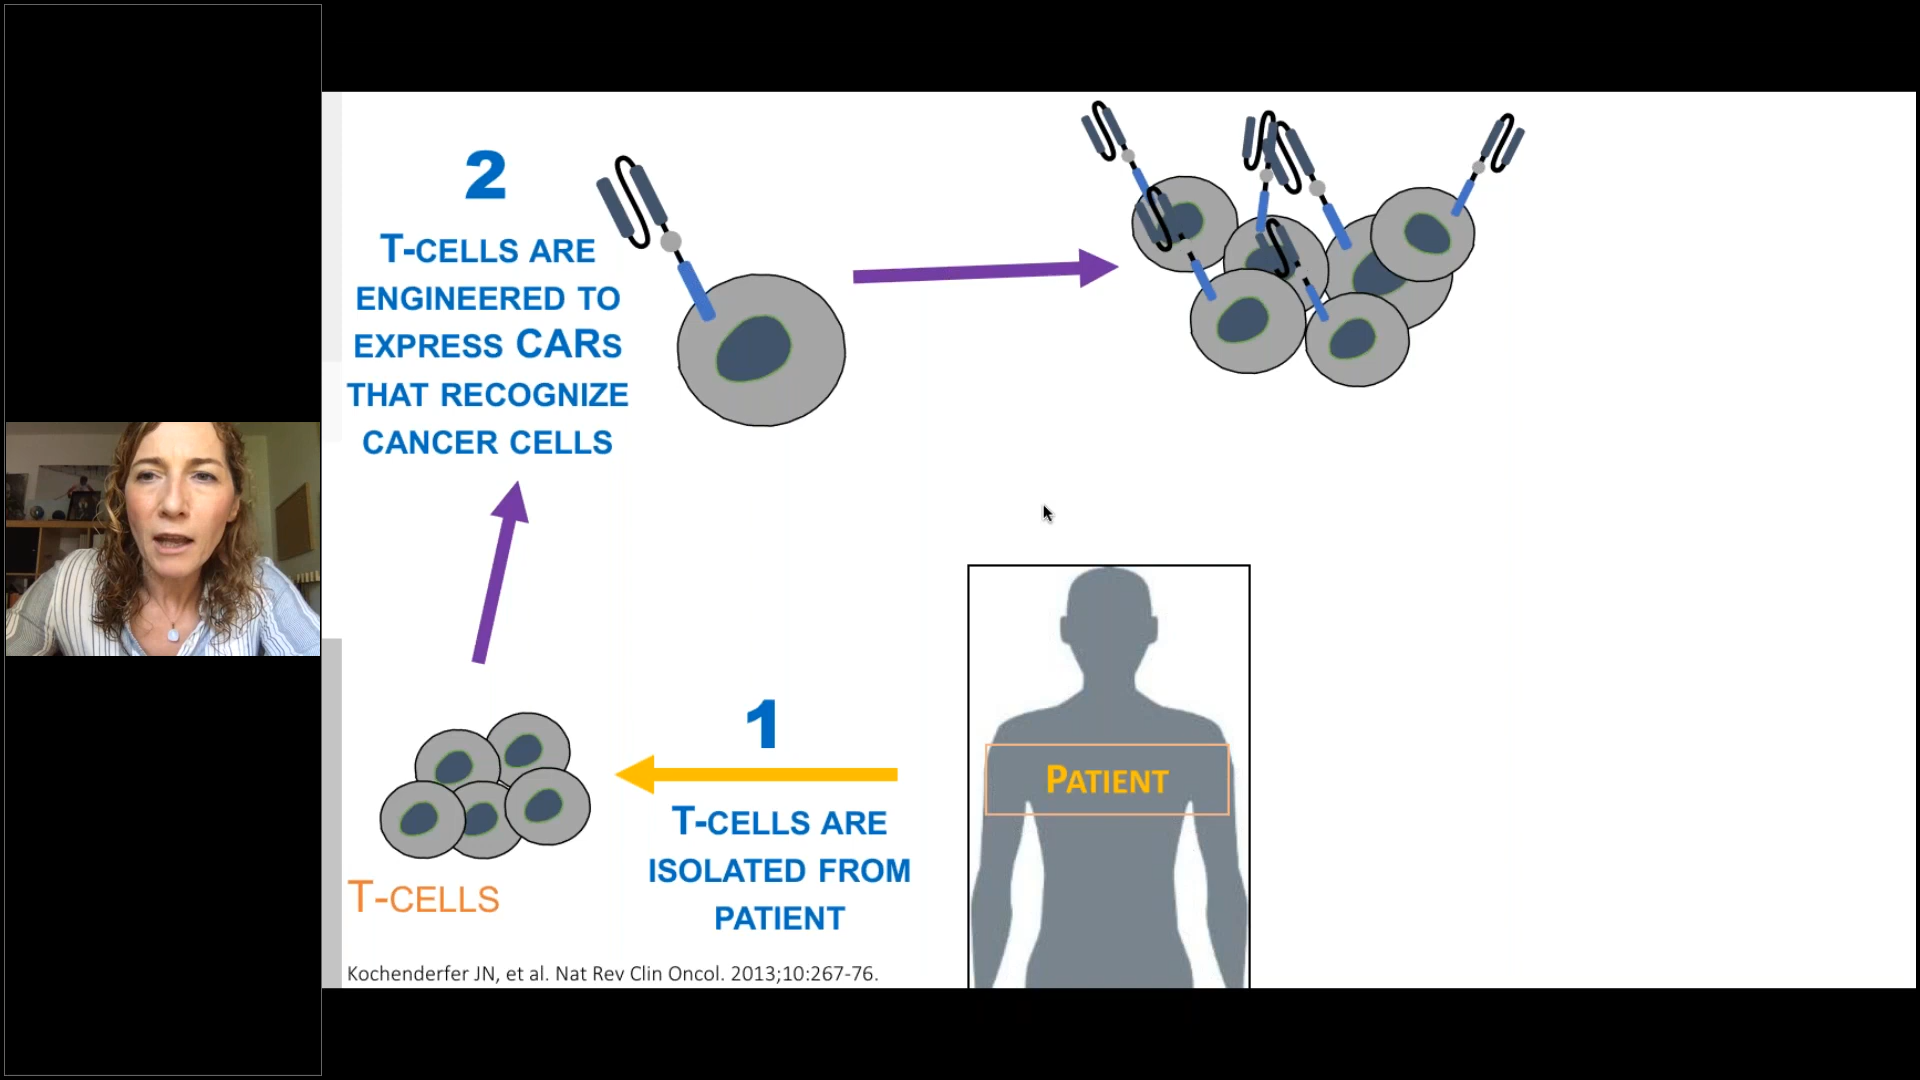 2
T-CELLS ARE
ENGINEERED TO
EXPRESS CARS
THAT RECOGNIZE
CANCER CELLS
1
T-CELLS ARE
ISOLATED FROM
PATIENT
T-CELLS
PATIENT
Kochenderfer JN, et al. Nat Rev Clin Oncol. 2013;10:267-76.